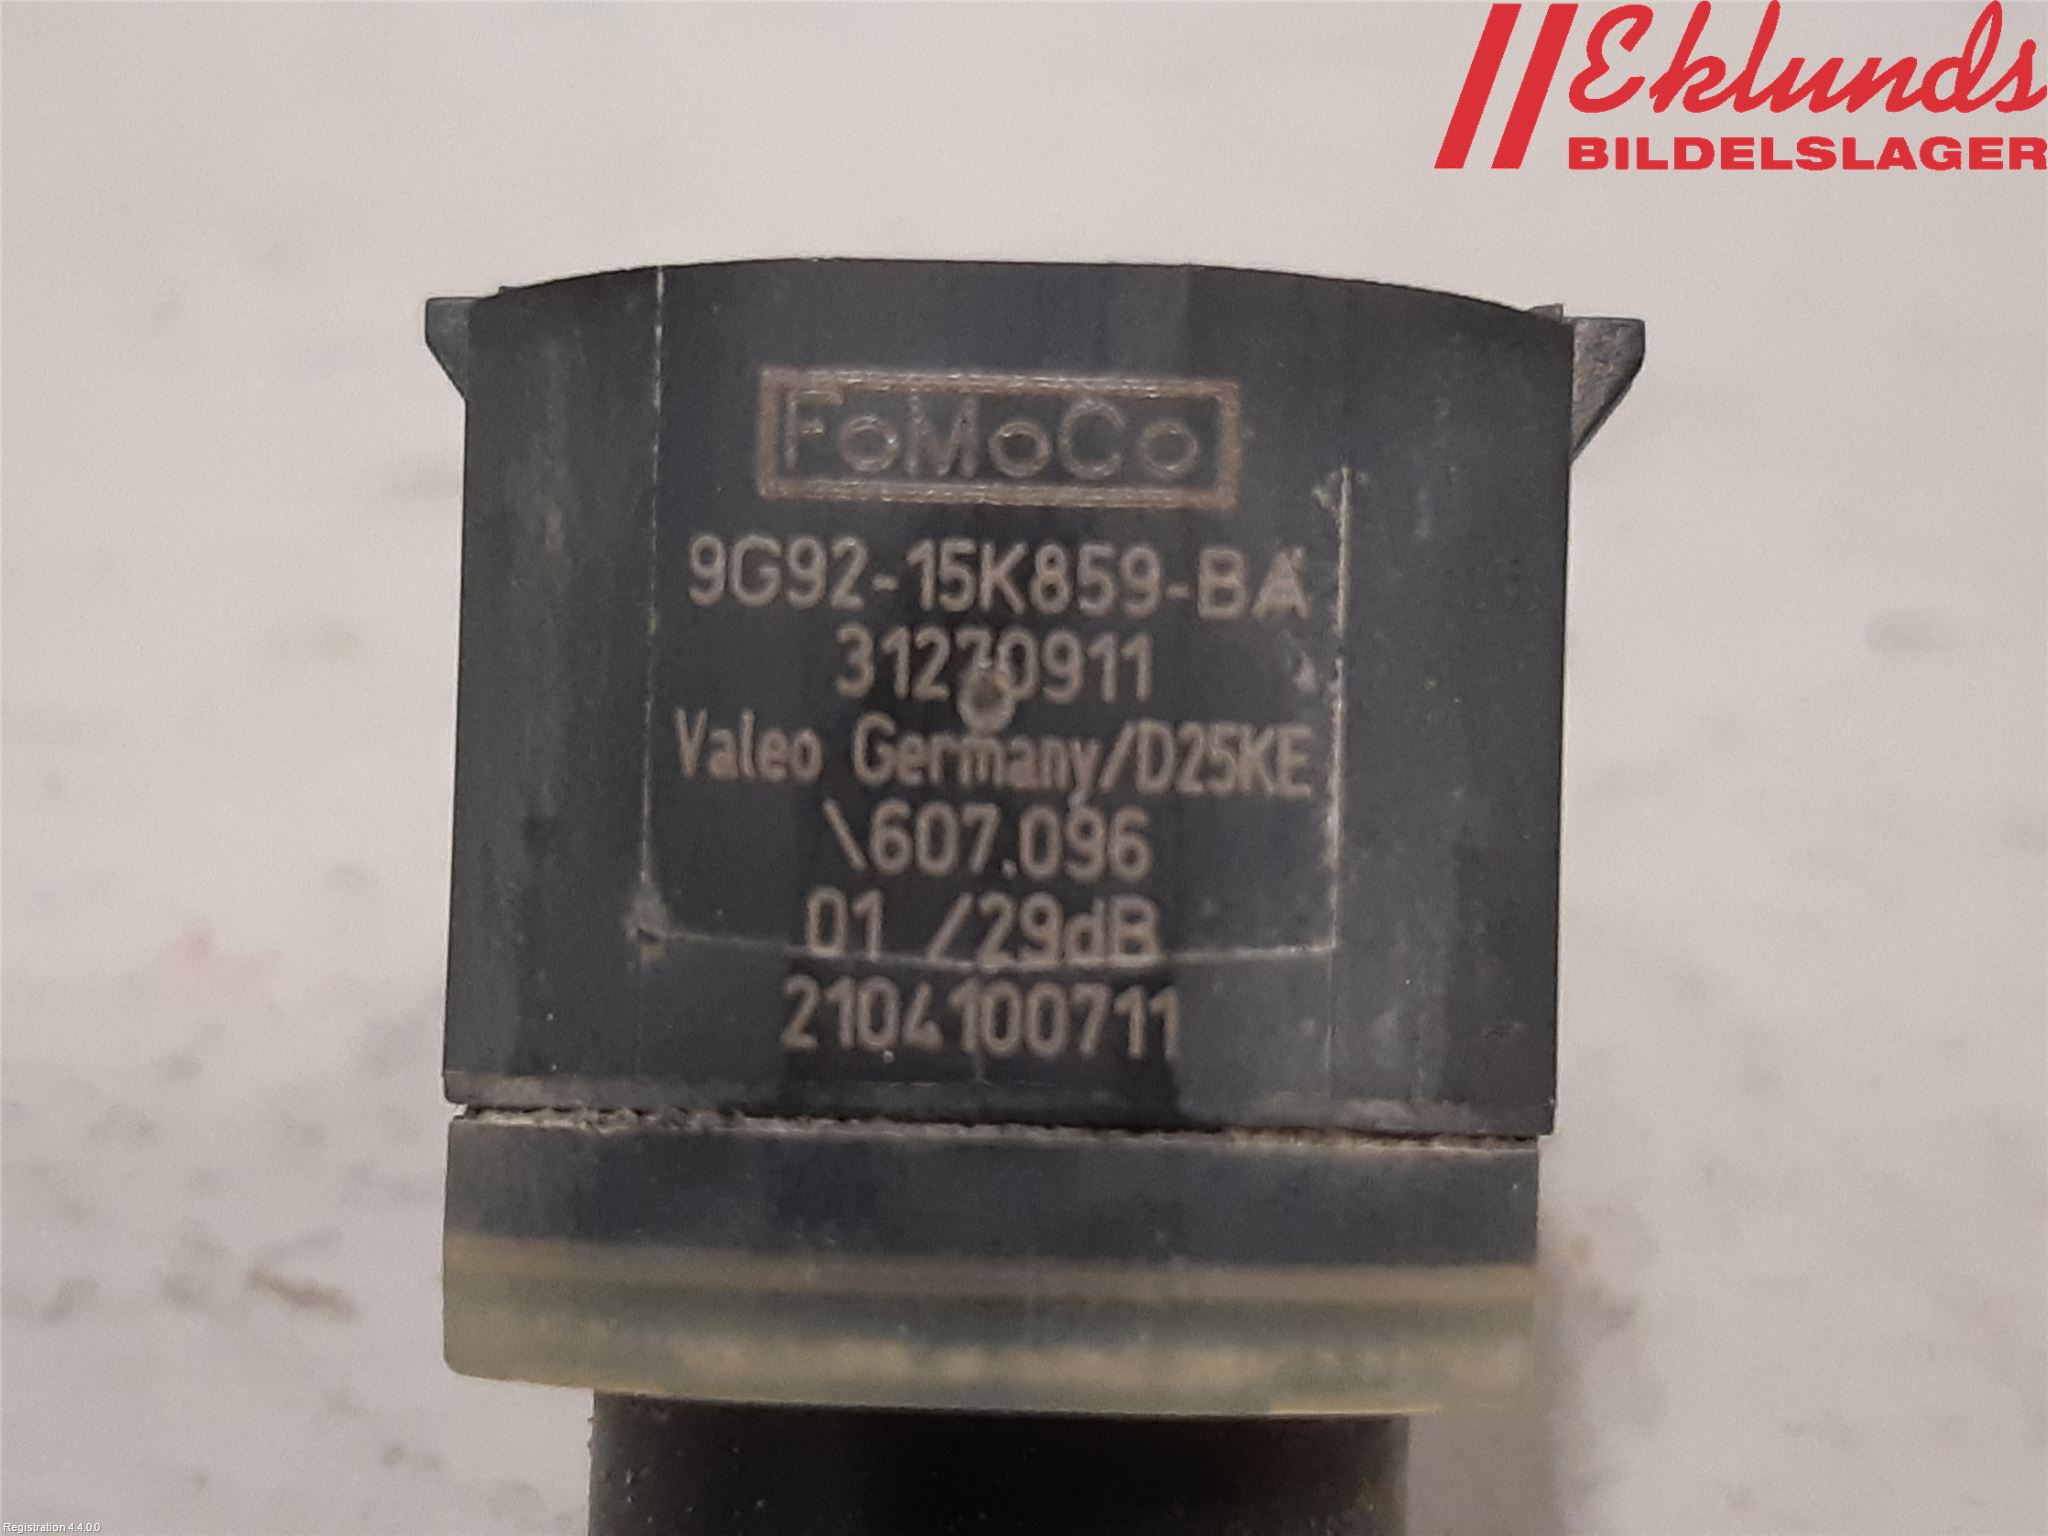 Eklunds
BILDELSLAGER
FoMoCo
9G92-15K859-BA
31270911
Valeo Germany/D25KE
\607.096
01 /29dB
2104100711
Registration 4.4.0.0